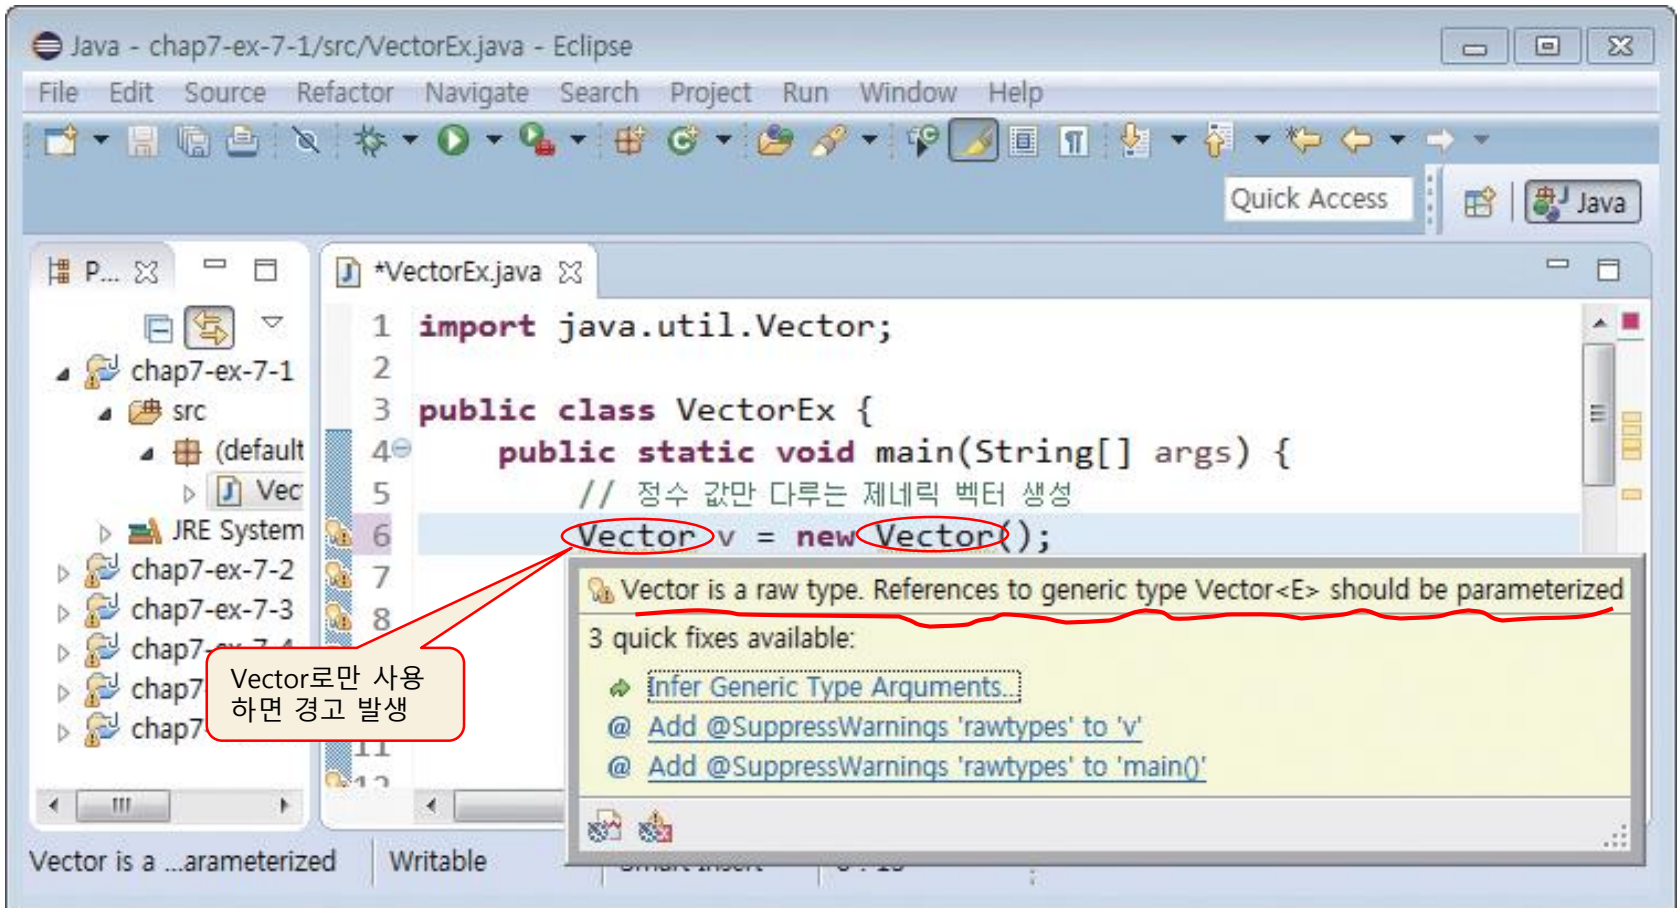 Java - chap7-ex-7-1/src/VectorEx.java - Eclipse
File Edit Source Refactor Navigate Search Project Run Window Help
Quick Access
Java
P...
*VectorEx.java
chap7-ex-7-1
src
(default
Vec
JRE System
chap7-ex-7-2
chap7-ex-7-3
chap7-ex-7-4
chap7-
chap7-
1 import java.util.Vector;
2
3 public class VectorEx {
4 public static void main(String[] args) {
5 // 정수 값만 다루는 제네릭 벡터 생성
6 Vector v = new Vector();
7
8
11
12
Vector로만 사용
하면 경고 발생
Vector is a raw type. References to generic type Vector<E> should be parameterized
3 quick fixes available:
Infer Generic Type Arguments...
@ Add @SuppressWarnings 'rawtypes' to 'v'
@ Add @SuppressWarnings 'rawtypes' to 'main()'
Vector is a ...arameterized
Writable